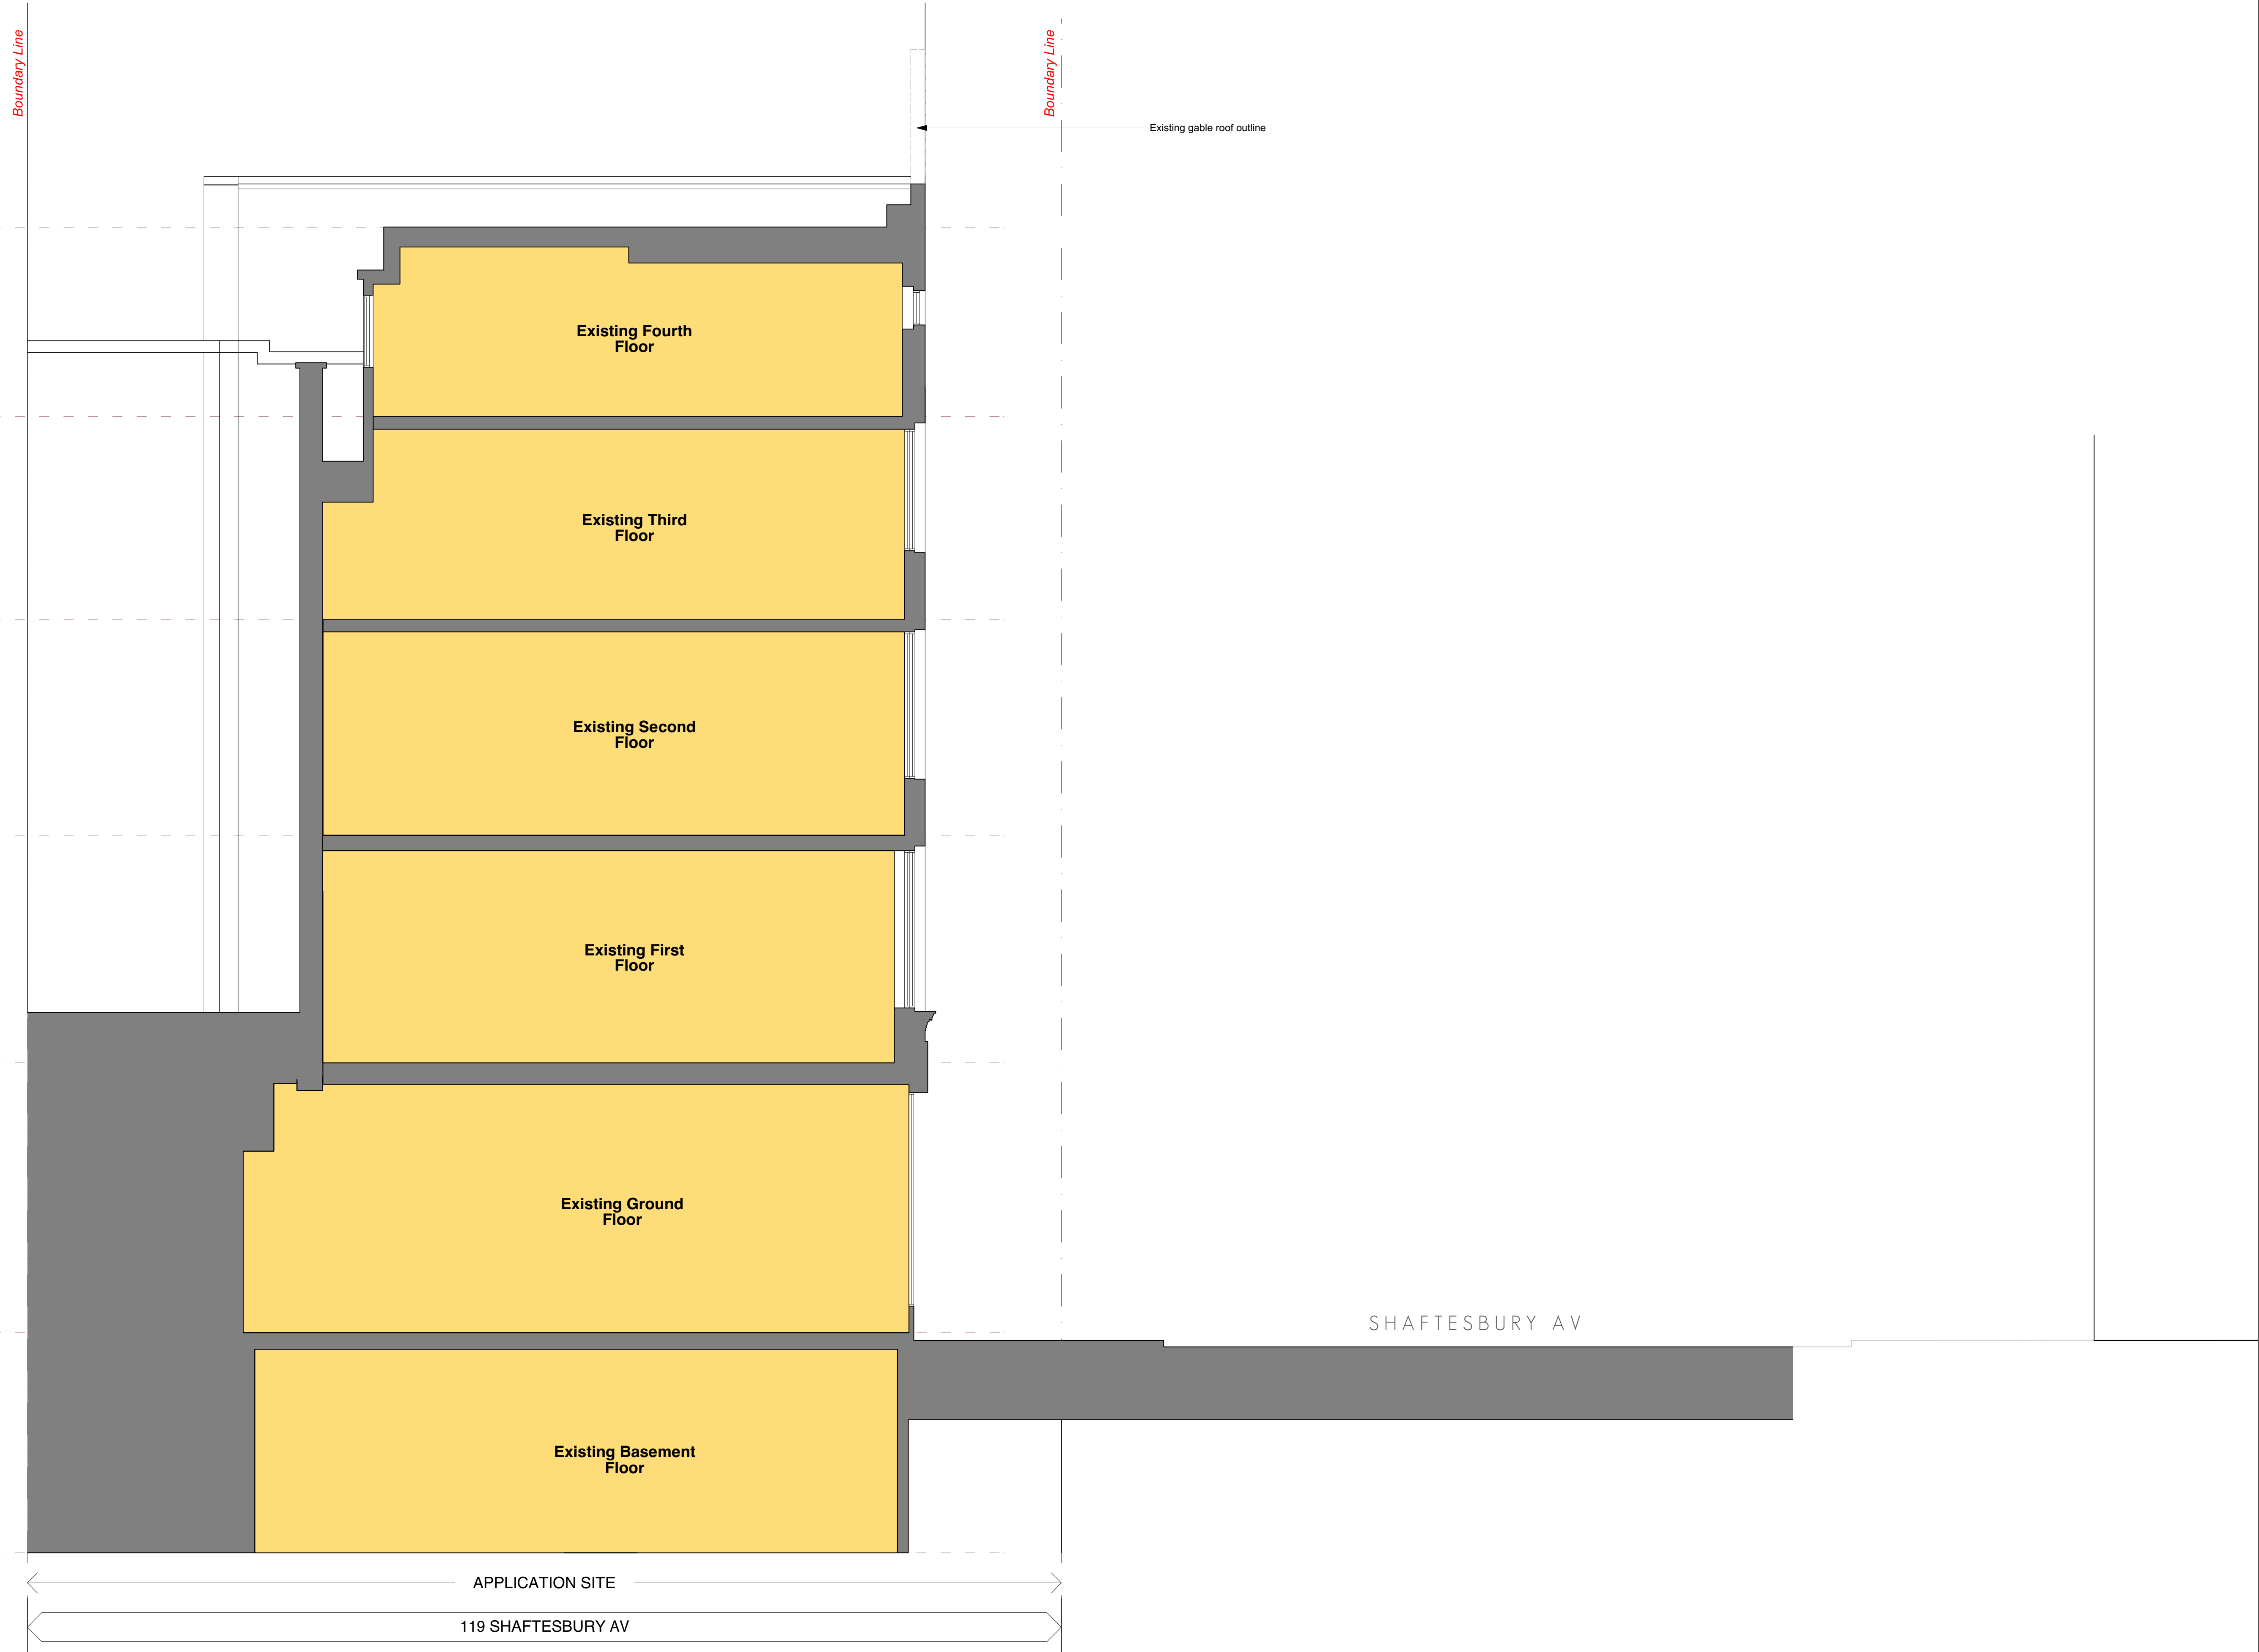 Boundary Line
Boundary Line
Existing gable roof outline
Existing Fourth
Floor
Existing Third
Floor
Existing Second
Floor
Existing First
Floor
Existing Ground
Floor
SHAFTESBURY AV
Existing Basement
Floor
APPLICATION SITE
119 SHAFTESBURY AV